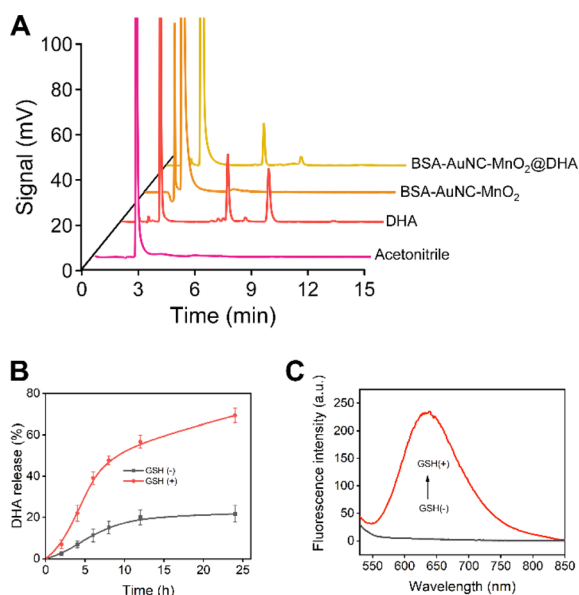 A
Signal (mV)
100
80
60
40
20
0
0
3
6
9
12
15
Time (min)
BSA-AuNC-MnO₂@DHA
BSA-AuNC-MnO₂
DHA
Acetonitrile
B
DHA release (%)
80
60
40
20
0
0
5
10
15
20
25
Time (h)
GSH (-)
GSH (+)
C
Fluorescence intensity (a.u.)
250
200
150
100
50
0
550
600
650
700
750
800
850
Wavelength (nm)
GSH(+)
GSH(-)